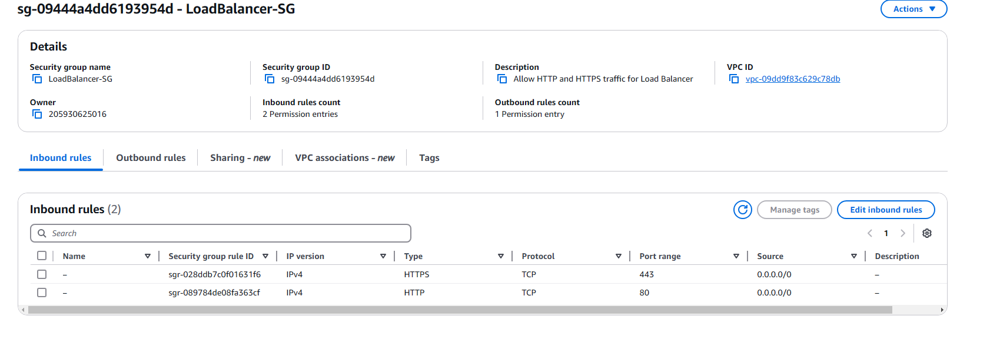 sg-09444a4dd6193954d - LoadBalancer-SG
Actions
Details
Security group name
LoadBalancer-SG
Security group ID
sg-09444a4dd6193954d
Description
Allow HTTP and HTTPS traffic for Load Balancer
VPC ID
vpc-09dd9f83c629c78db
Owner
205930625016
Inbound rules count
2 Permission entries
Outbound rules count
1 Permission entry
Inbound rules
Outbound rules
Sharing - new
VPC associations - new
Tags
Inbound rules (2)
Manage tags
Edit inbound rules
Search
1
Name Security group rule ID IP version Type Protocol Port range Source Description
– sgr-028ddb7c0f01631f6 IPv4 HTTPS TCP 443 0.0.0.0/0 –
– sgr-089784de08fa363cf IPv4 HTTP TCP 80 0.0.0.0/0 –